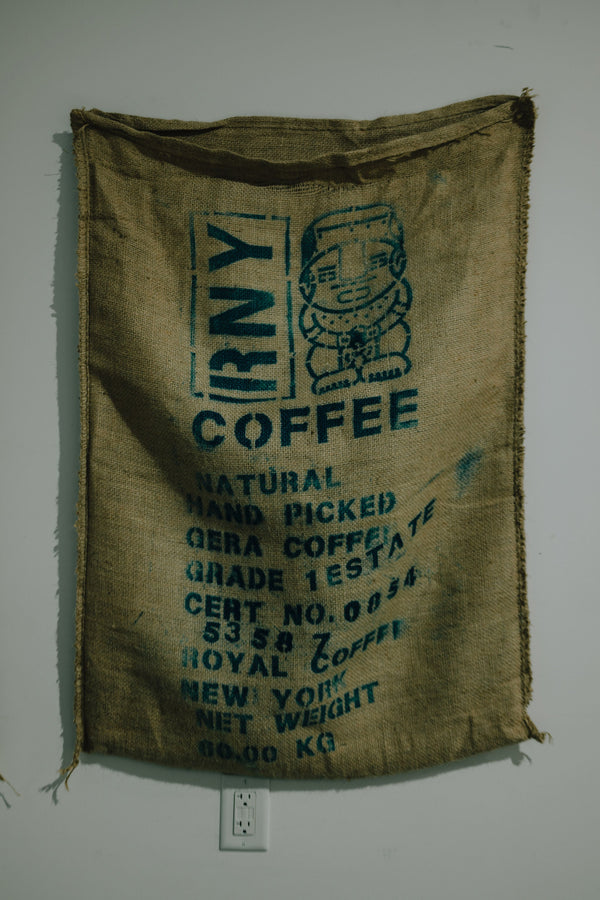 RNY
COFFEE
NATURAL
HAND PICKED
GERA COFFEE ESTATE
GRADE 1
CERT NO. 0054
53587
ROYAL COFFEE
NEW YORK
NET WEIGHT
60.00 KG